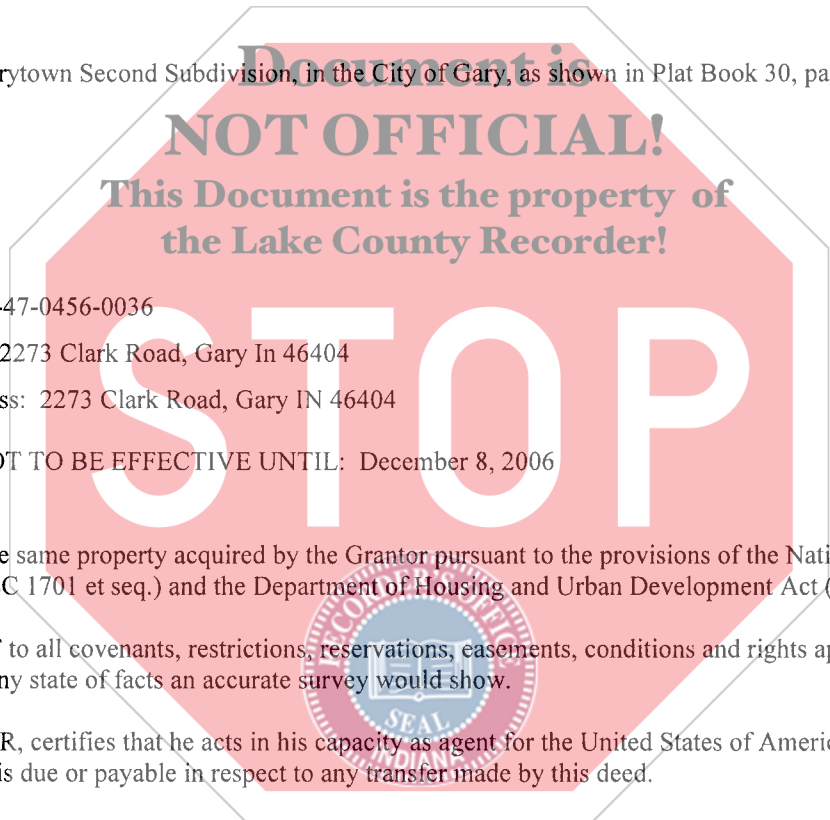 Document is
rytown Second Subdivision, in the City of Gary, as shown in Plat Book 30, pa
NOT OFFICIAL!
This Document is the property of
the Lake County Recorder!
-47-0456-0036
2273 Clark Road, Gary In 46404
ss: 2273 Clark Road, Gary IN 46404
STOP
OT TO BE EFFECTIVE UNTIL: December 8, 2006
e same property acquired by the Grantor pursuant to the provisions of the Nati
C 1701 et seq.) and the Department of Housing and Urban Development Act (
RECORDER'S OFFICE
to all covenants, restrictions, reservations, easements, conditions and rights ap
ny state of facts an accurate survey would show.
SEAL
INDIANA
R, certifies that he acts in his capacity as agent for the United States of Americ
is due or payable in respect to any transfer made by this deed.